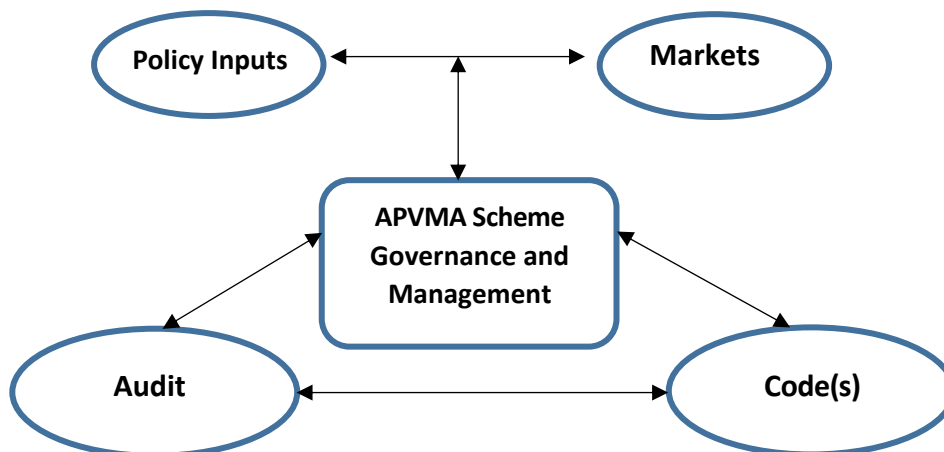 Policy Inputs
Markets
APVMA Scheme
Governance and
Management
Audit
Code(s)